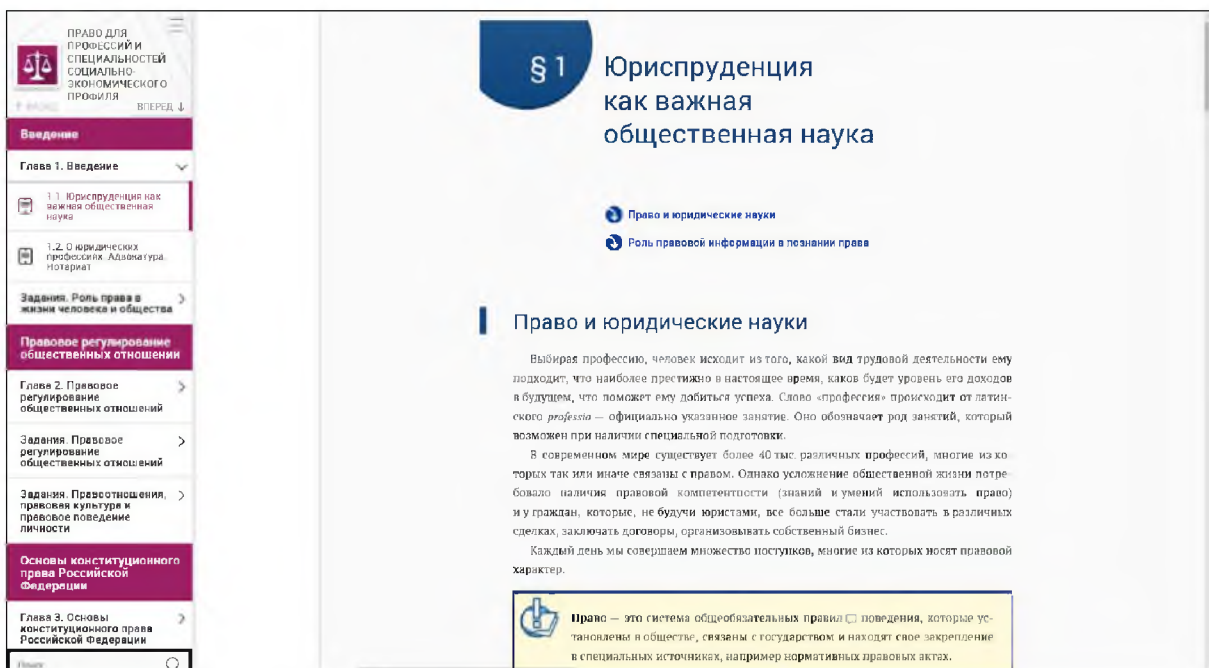 ПРАВО ДЛЯ
ПРОФЕССИЙ И
СПЕЦИАЛЬНОСТЕЙ
СОЦИАЛЬНО-
ЭКОНОМИЧЕСКОГО
ПРОФИЛЯ
ВПЕРЕД ↓
Введение
Глава 1. Введение
1.1. Юриспруденция как
важная общественная
наука
1.2. О юридических
профессиях. Адвокатура.
Нотариат
Задания. Роль права в
жизни человека и общества
Правовое регулирование
общественных отношений
Глава 2. Правовое
регулирование
общественных отношений
Задания. Правовое
регулирование
общественных отношений
Задания. Правоотношения,
правовая культура и
правовое поведение
личности
Основы конституционного
права Российской
Федерации
Глава 3. Основы
конституционного права
Российской Федерации
Поиск
§ 1
Юриспруденция
как важная
общественная наука
Право и юридические науки
Роль правовой информации в познании права
Право и юридические науки
Выбирая профессию, человек исходит из того, какой вид трудовой деятельности ему
подходит, что наиболее престижно в настоящее время, каков будет уровень его доходов
в будущем, что поможет ему добиться успеха. Слово «профессия» происходит от латин-
ского professio — официально указанное занятие. Оно обозначает род занятий, который
возможен при наличии специальной подготовки.
В современном мире существует более 40 тыс. различных профессий, многие из ко-
торых так или иначе связаны с правом. Однако усложнение общественной жизни потре-
бовало наличия правовой компетентности (знаний и умений использовать право)
и у граждан, которые, не будучи юристами, все больше стали участвовать в различных
сделках, заключать договоры, организовывать собственный бизнес.
Каждый день мы совершаем множество поступков, многие из которых носят правовой
характер.
Право — это система общеобязательных правил поведения, которые ус-
тановлены в обществе, связаны с государством и находят свое закрепление
в специальных источниках, например нормативных правовых актах.